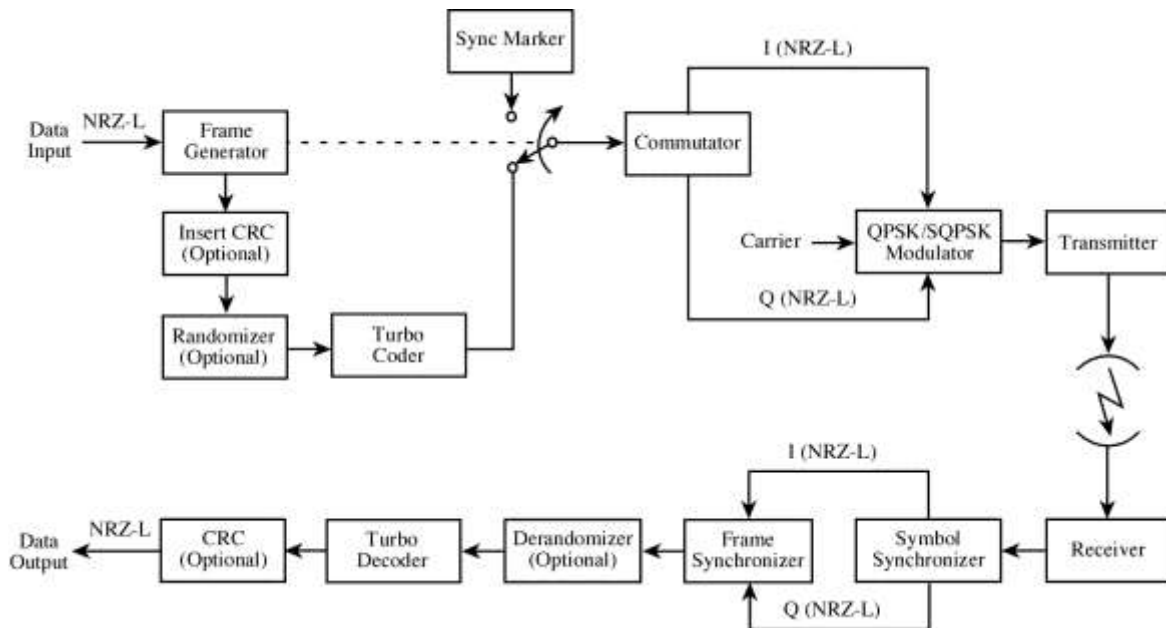 Sync Marker
I (NRZ-L)
Data
Input
NRZ-L
Frame
Generator
Commutator
Insert CRC
(Optional)
Carrier
QPSK/SQPSK
Modulator
Transmitter
Q (NRZ-L)
Randomizer
(Optional)
Turbo
Coder
I (NRZ-L)
Data
Output
NRZ-L
CRC
(Optional)
Turbo
Decoder
Derandomizer
(Optional)
Frame
Synchronizer
Symbol
Synchronizer
Receiver
Q (NRZ-L)